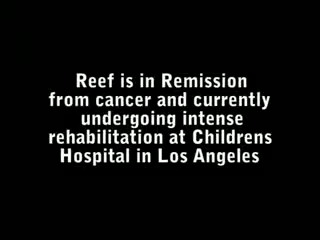 Reef is in Remission
from cancer and currently
undergoing intense
rehabilitation at Childrens
Hospital in Los Angeles